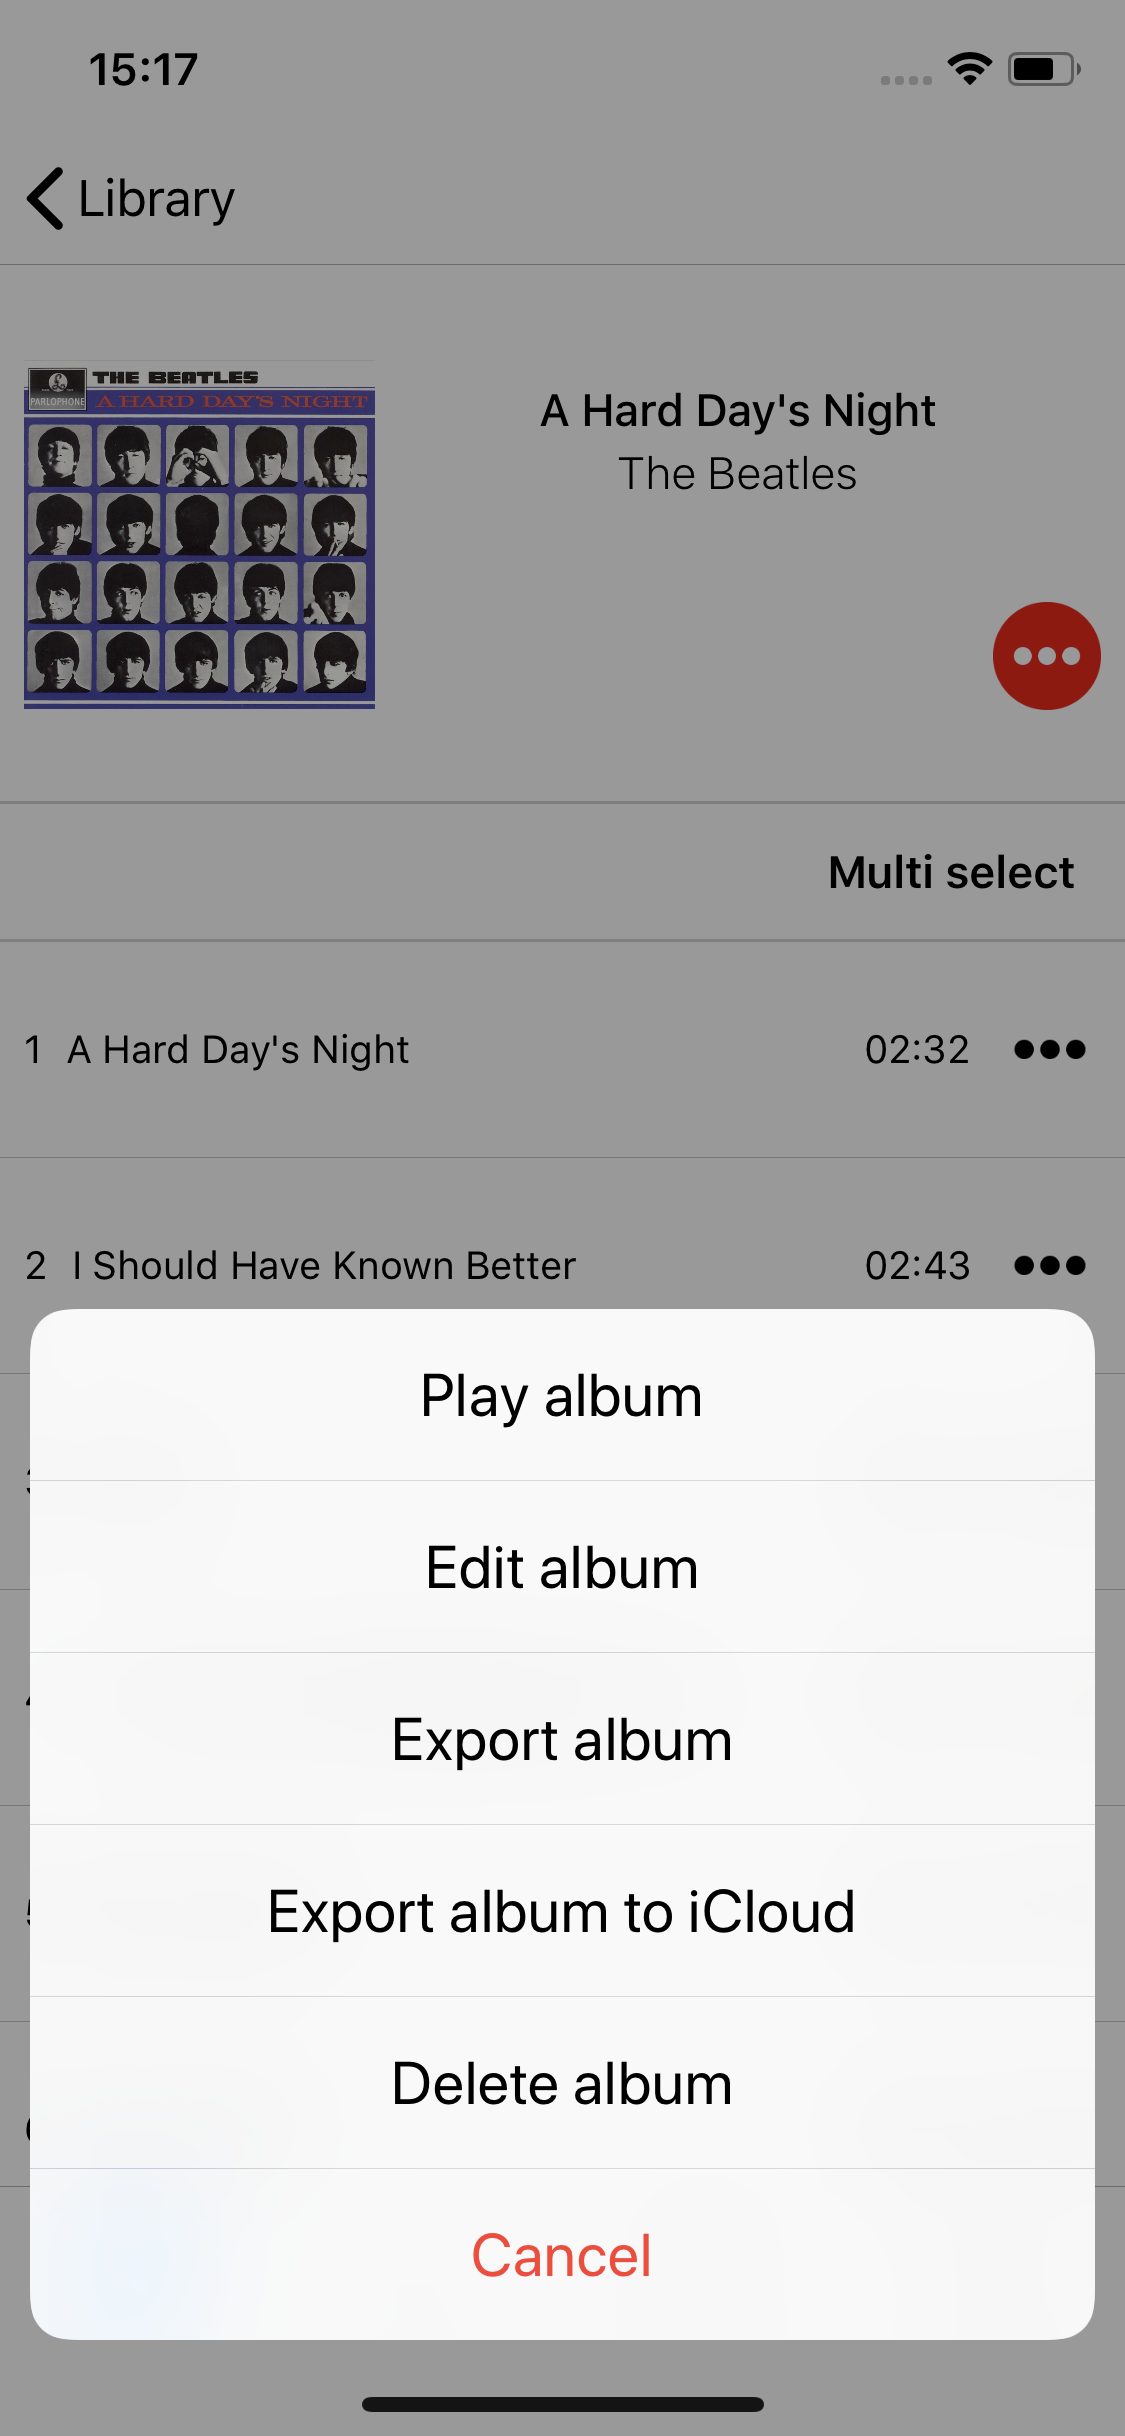 15:17
Library
THE BEATLES
PARLOPHONE
A HARD DAY'S NIGHT
A Hard Day's Night
The Beatles
Multi select
1 A Hard Day's Night 02:32
2 I Should Have Known Better 02:43
Play album
Edit album
Export album
Export album to iCloud
Delete album
Cancel